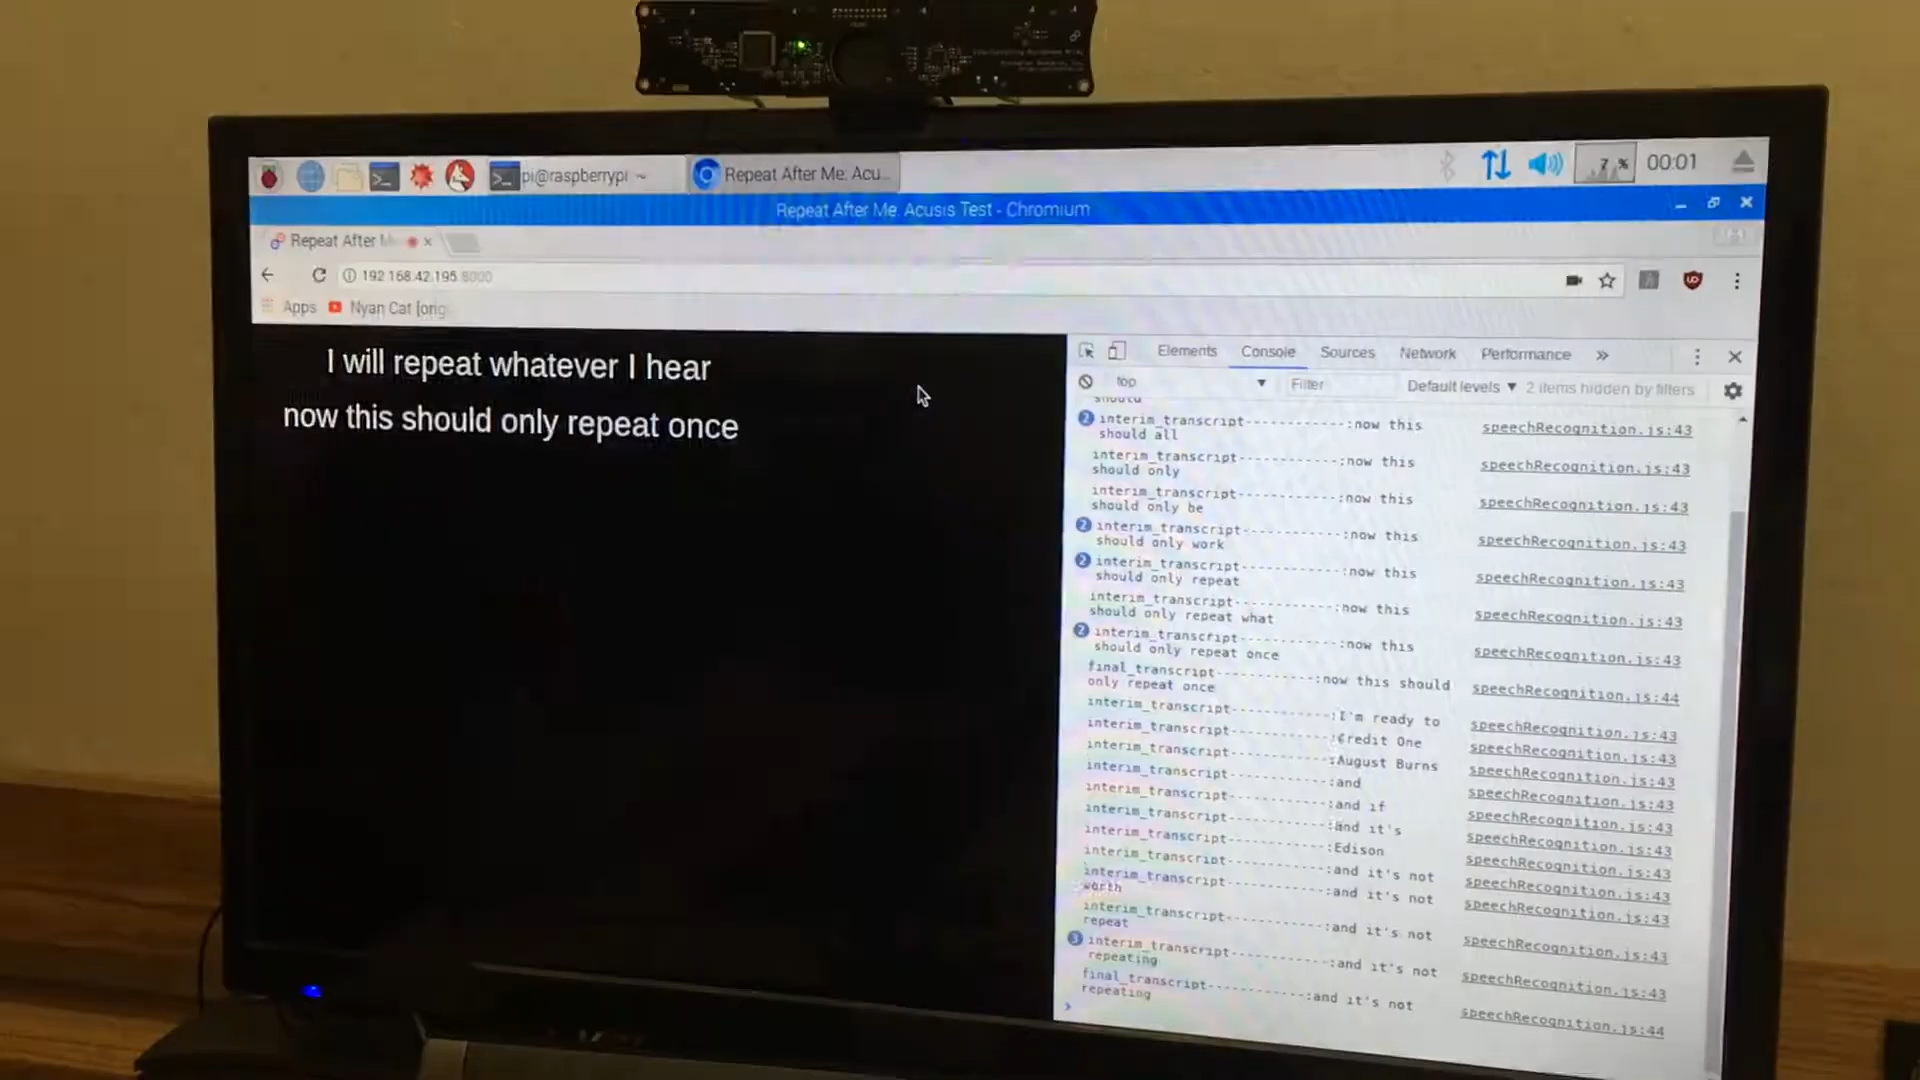 pi@raspberrypi ~
Repeat After Me. Acu...
7 %
00:01
Repeat After Me. Acusis Test - Chromium
Repeat After M
192.168.42.195:8000
Apps
Nyan Cat [orig
I will repeat whatever I hear
now this should only repeat once
Elements
Console
Sources
Network
Performance
top
Filter
Default levels
2 items hidden by filters
should
2 interim_transcript------------:now this speechRecognition.js:43
should all
interim_transcript------------:now this speechRecognition.js:43
should only
interim_transcript------------:now this speechRecognition.js:43
should only be
2 interim_transcript------------:now this speechRecognition.js:43
should only work
2 interim_transcript------------:now this speechRecognition.js:43
should only repeat
interim_transcript------------:now this speechRecognition.js:43
should only repeat what
2 interim_transcript------------:now this speechRecognition.js:43
should only repeat once
final_transcript------------:now this should speechRecognition.js:44
only repeat once
interim_transcript------------:I'm ready to speechRecognition.js:43
interim_transcript------------:Credit One speechRecognition.js:43
interim_transcript------------:August Burns speechRecognition.js:43
interim_transcript------------:and speechRecognition.js:43
interim_transcript------------:and if speechRecognition.js:43
interim_transcript------------:and it's speechRecognition.js:43
interim_transcript------------:Edison speechRecognition.js:43
interim_transcript------------:and it's not speechRecognition.js:43
interim_transcript------------:and it's not speechRecognition.js:43
worth
interim_transcript------------:and it's not speechRecognition.js:43
repeat
3 interim_transcript------------:and it's not speechRecognition.js:43
repeating
final_transcript------------:and it's not speechRecognition.js:44
repeating